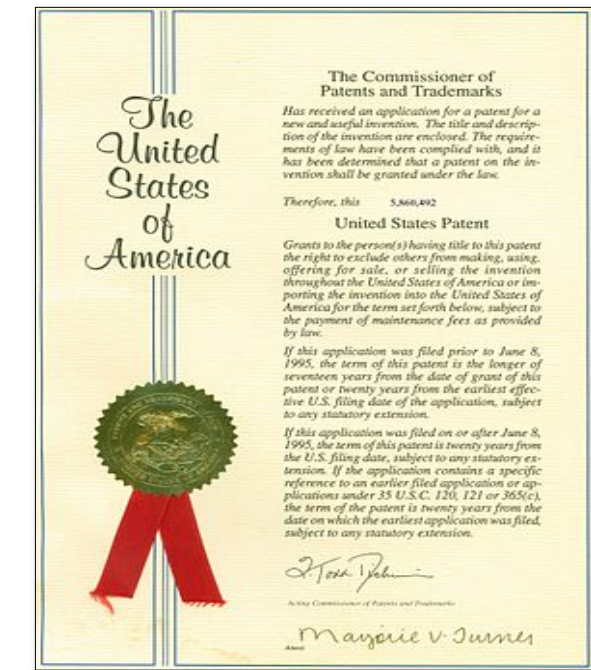 The
United
States
of
America
The Commissioner of
Patents and Trademarks
Has received an application for a patent for a
new and useful invention. The title and descrip-
tion of the invention are enclosed. The require-
ments of law have been complied with, and it
has been determined that a patent on the in-
vention shall be granted under the law.
Therefore, this 5,860,492
United States Patent
Grants to the person(s) having title to this patent
the right to exclude others from making, using,
offering for sale, or selling the invention
throughout the United States of America or im-
porting the invention into the United States of
America for the term set forth below, subject to
the payment of maintenance fees as provided
by law.
If this application was filed prior to June 8,
1995, the term of this patent is the longer of
seventeen years from the date of grant of this
patent or twenty years from the earliest effec-
tive U.S. filing date of the application, subject
to any statutory extension.
If this application was filed on or after June 8,
1995, the term of this patent is twenty years from
the U.S. filing date, subject to any statutory ex-
tension. If the application contains a specific
reference to an earlier filed application or ap-
plications under 35 U.S.C. 120, 121 or 365(c),
the term of the patent is twenty years from the
date on which the earliest application was filed,
subject to any statutory extension.
Acting Commissioner of Patents and Trademarks
Marjorie V. Turner
Attest